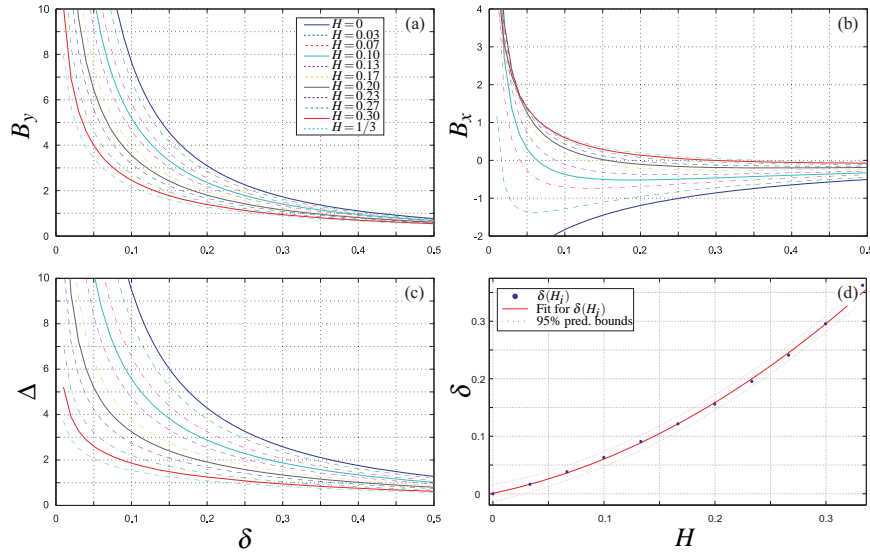 (a)
10
8
6
4
2
0
B_y
0
0.1
0.2
0.3
0.4
0.5
H = 0
H = 0.03
H = 0.07
H = 0.10
H = 0.13
H = 0.17
H = 0.20
H = 0.23
H = 0.27
H = 0.30
H = 1/3
(b)
4
3
2
1
0
-1
-2
B_x
0
0.1
0.2
0.3
0.4
0.5
(c)
10
8
6
4
2
0
Δ
0
0.1
0.2
0.3
0.4
0.5
δ
(d)
δ(H_i)
Fit for δ(H_i)
95% pred. bounds
0.3
0.2
0.1
0
δ
0
0.1
0.2
0.3
H